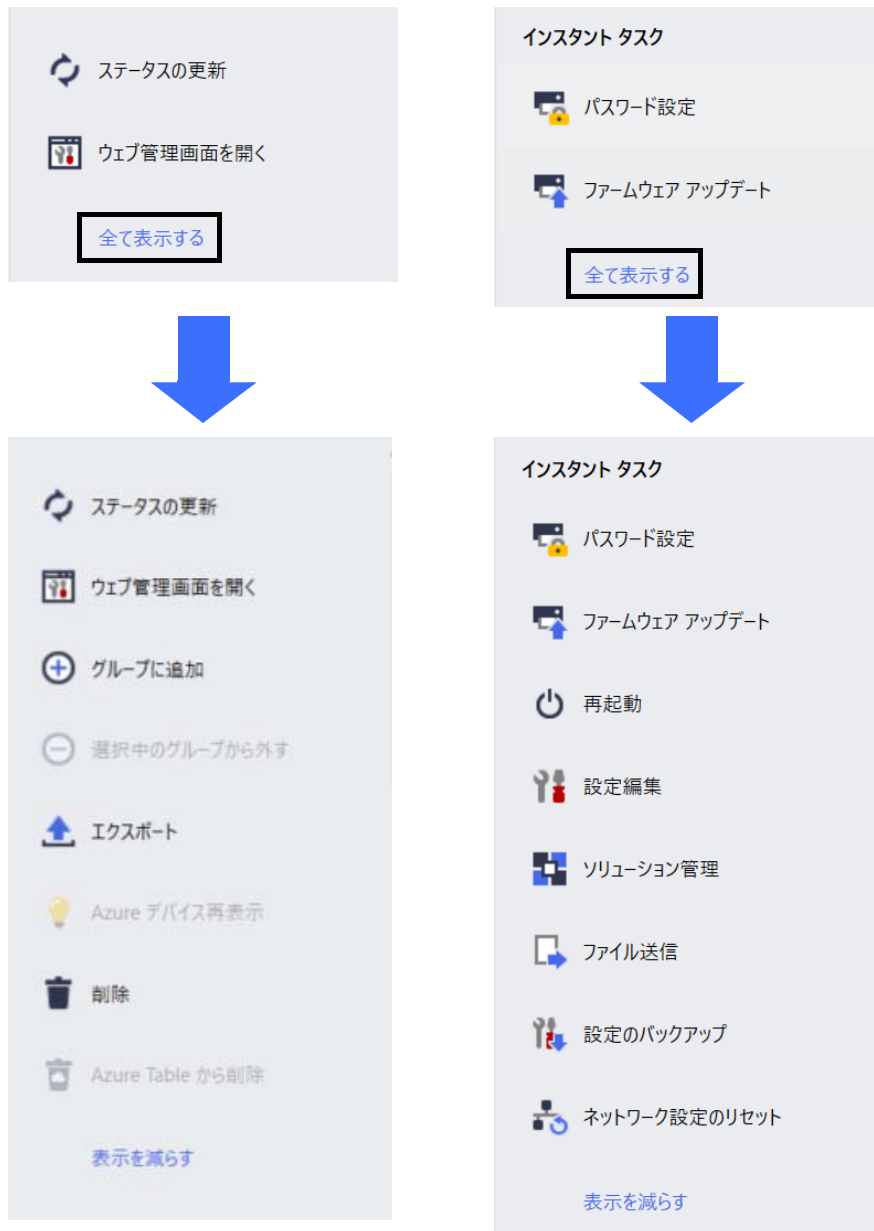 ステータスの更新
ウェブ管理画面を開く
全て表示する
インスタント タスク
パスワード設定
ファームウェア アップデート
全て表示する
ステータスの更新
ウェブ管理画面を開く
グループに追加
選択中のグループから外す
エクスポート
Azure デバイス再表示
削除
Azure Table から削除
表示を減らす
インスタント タスク
パスワード設定
ファームウェア アップデート
再起動
設定編集
ソリューション管理
ファイル送信
設定のバックアップ
ネットワーク設定のリセット
表示を減らす